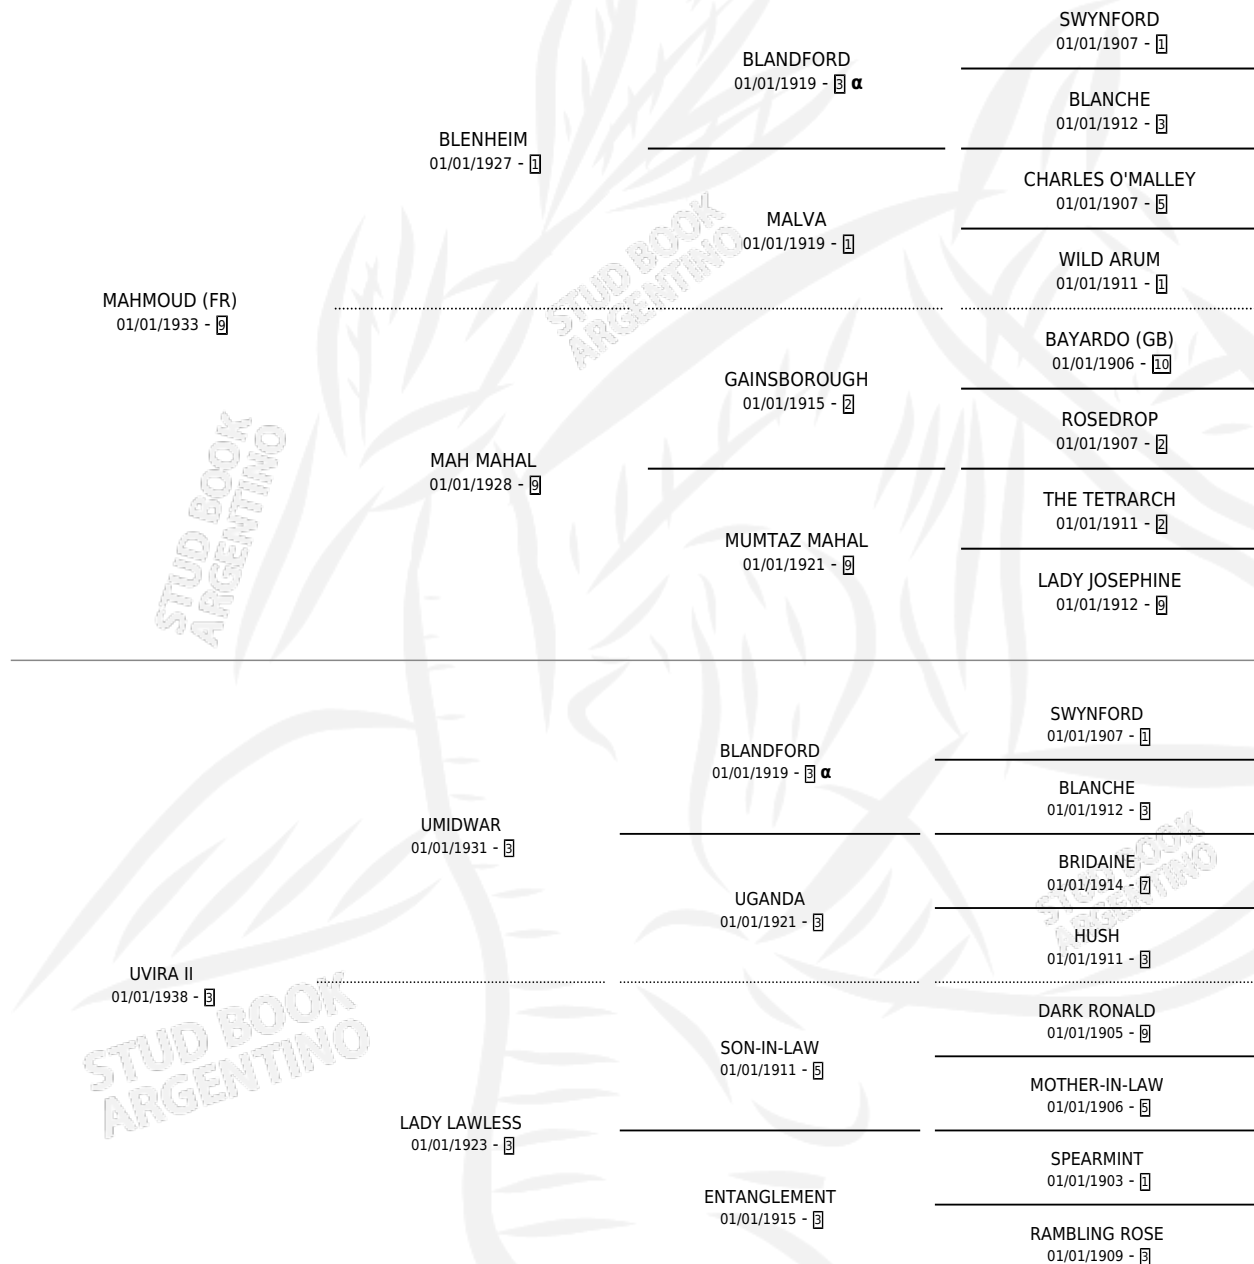 SWYNFORD
01/01/1907 - 1
BLANDFORD
01/01/1919 - 3 α
BLANCHE
01/01/1912 - 3
BLENHEIM
01/01/1927 - 1
CHARLES O'MALLEY
01/01/1907 - 5
MALVA
01/01/1919 - 1
WILD ARUM
01/01/1911 - 1
MAHMOUD (FR)
01/01/1933 - 9
BAYARDO (GB)
01/01/1906 - 10
GAINSBOROUGH
01/01/1915 - 2
ROSEDROP
01/01/1907 - 2
MAH MAHAL
01/01/1928 - 9
THE TETRARCH
01/01/1911 - 2
MUMTAZ MAHAL
01/01/1921 - 9
LADY JOSEPHINE
01/01/1912 - 9
STUD BOOK
ARGENTINO
STUD BOOK
ARGENTINO
SWYNFORD
01/01/1907 - 1
BLANDFORD
01/01/1919 - 3 α
BLANCHE
01/01/1912 - 3
UMIDWAR
01/01/1931 - 3
BRIDAINE
01/01/1914 - 7
UGANDA
01/01/1921 - 3
HUSH
01/01/1911 - 3
STUD BOOK
ARGENTINO
UVIRA II
01/01/1938 - 3
STUD BOOK
ARGENTINO
DARK RONALD
01/01/1905 - 9
SON-IN-LAW
01/01/1911 - 5
MOTHER-IN-LAW
01/01/1906 - 5
LADY LAWLESS
01/01/1923 - 3
SPEARMINT
01/01/1903 - 1
ENTANGLEMENT
01/01/1915 - 3
RAMBLING ROSE
01/01/1909 - 3